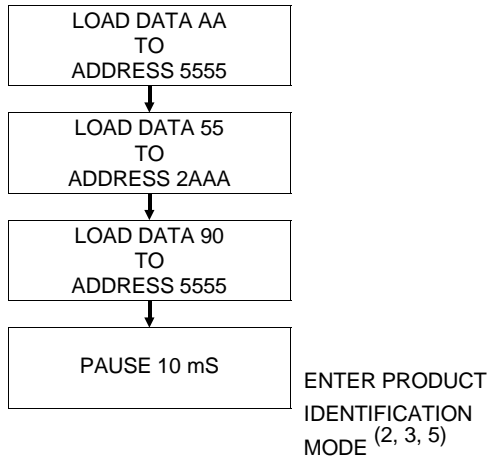 LOAD DATA AA
TO
ADDRESS 5555
LOAD DATA 55
TO
ADDRESS 2AAA
LOAD DATA 90
TO
ADDRESS 5555
PAUSE 10 mS
ENTER PRODUCT
IDENTIFICATION
MODE (2, 3, 5)